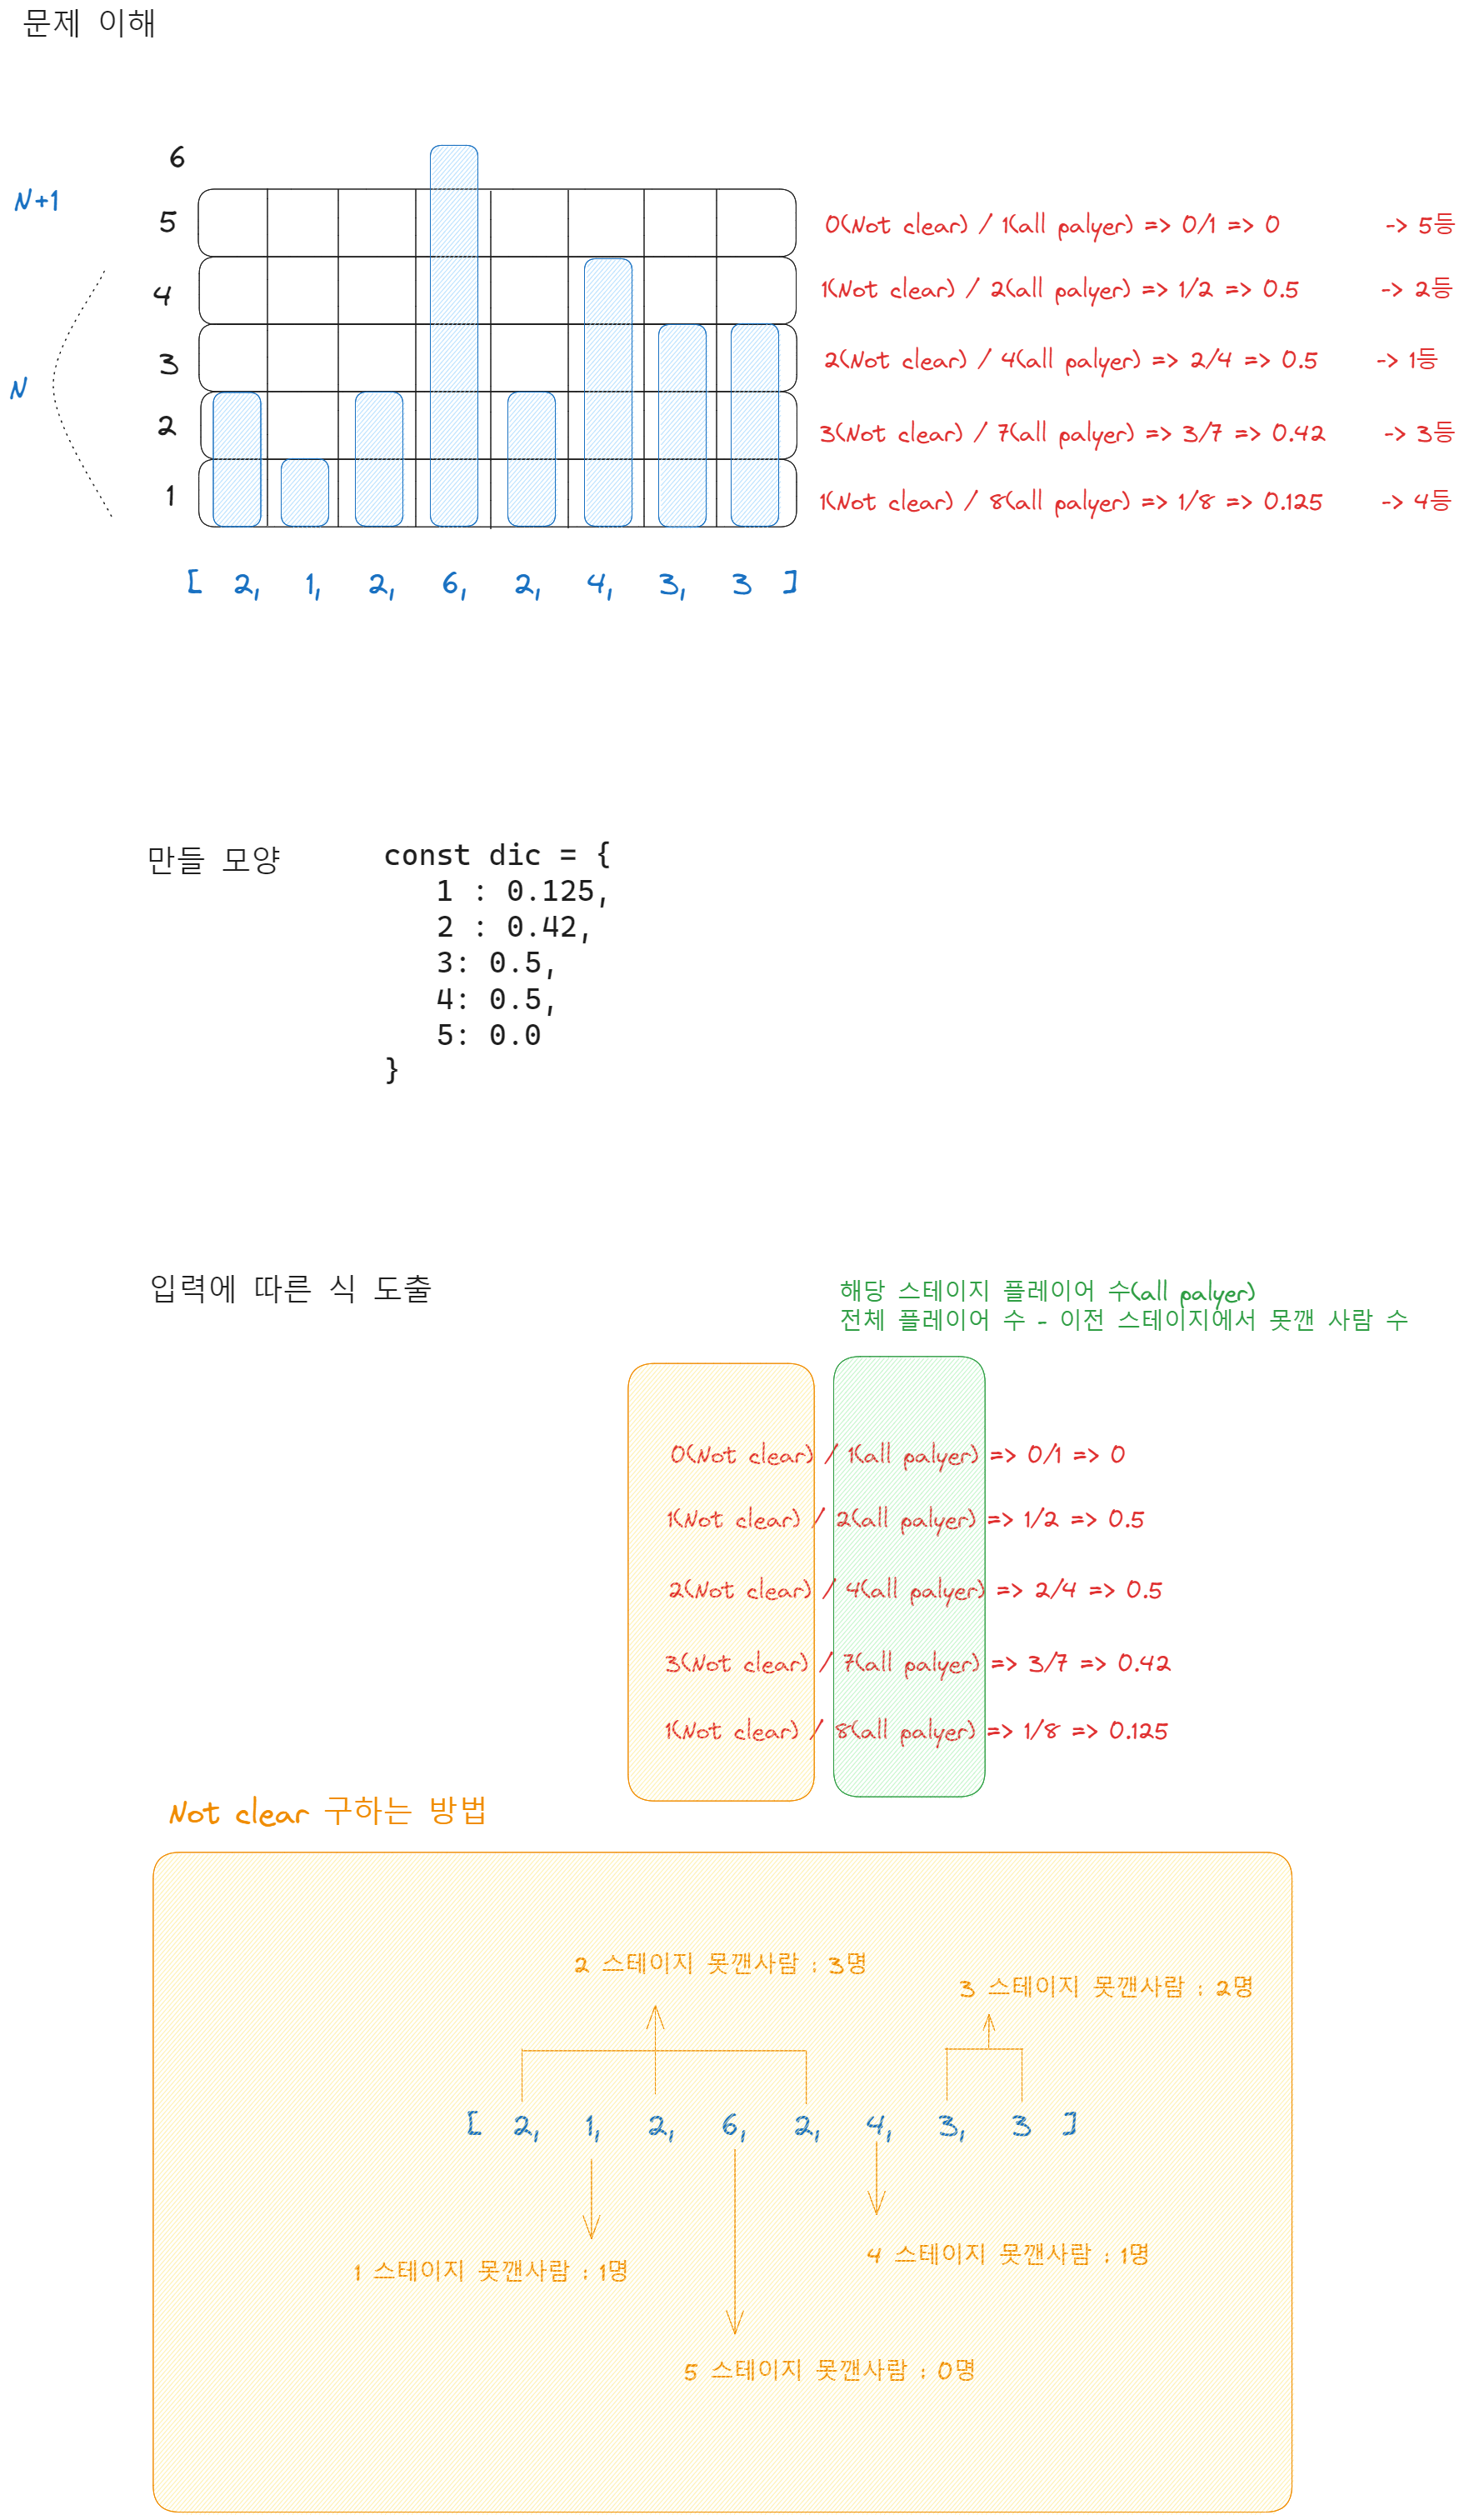 문제 이해
6
N+1
5
0(Not clear) / 1(all palyer) => 0/1 => 0 -> 5등
4
1(Not clear) / 2(all palyer) => 1/2 => 0.5 -> 2등
3
2(Not clear) / 4(all palyer) => 2/4 => 0.5 -> 1등
N
2
3(Not clear) / 7(all palyer) => 3/7 => 0.42 -> 3등
1
1(Not clear) / 8(all palyer) => 1/8 => 0.125 -> 4등
[ 2, 1, 2, 6, 2, 4, 3, 3 ]
만들 모양
const dic = {
1 : 0.125,
2 : 0.42,
3: 0.5,
4: 0.5,
5: 0.0
}
입력에 따른 식 도출
해당 스테이지 플레이어 수(all palyer)
전체 플레이어 수 - 이전 스테이지에서 못깬 사람 수
0(Not clear) / 1(all palyer) => 0/1 => 0
1(Not clear) / 2(all palyer) => 1/2 => 0.5
2(Not clear) / 4(all palyer) => 2/4 => 0.5
3(Not clear) / 7(all palyer) => 3/7 => 0.42
1(Not clear) / 8(all palyer) => 1/8 => 0.125
Not clear 구하는 방법
2 스테이지 못깬사람 : 3명
3 스테이지 못깬사람 : 2명
[ 2, 1, 2, 6, 2, 4, 3, 3 ]
4 스테이지 못깬사람 : 1명
1 스테이지 못깬사람 : 1명
5 스테이지 못깬사람 : 0명